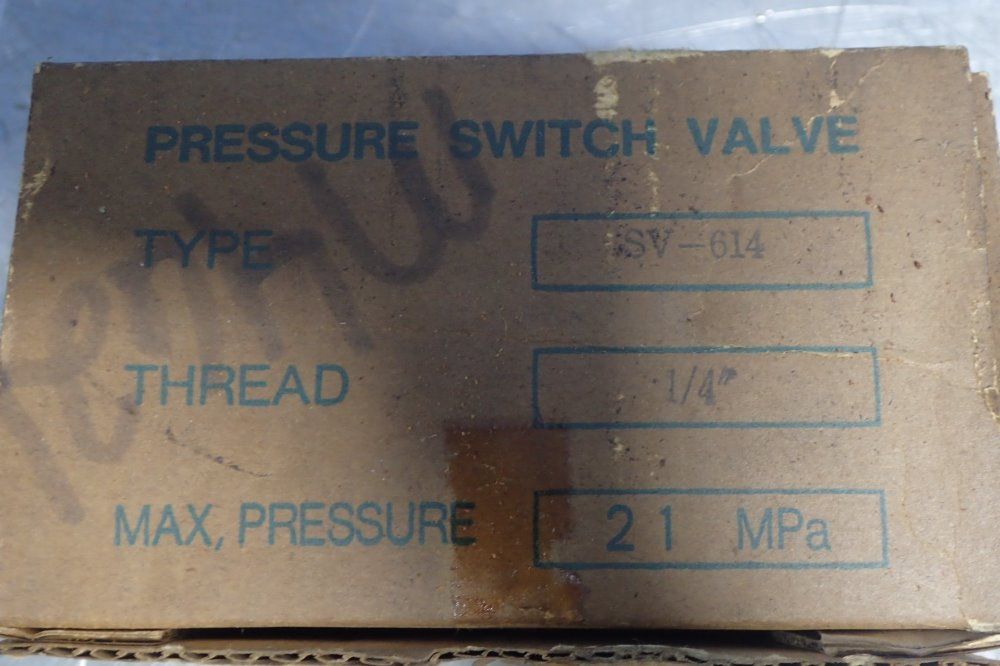 PRESSURE SWITCH VALVE
TYPE SV-614
THREAD 1/4"
MAX, PRESSURE 21 MPa